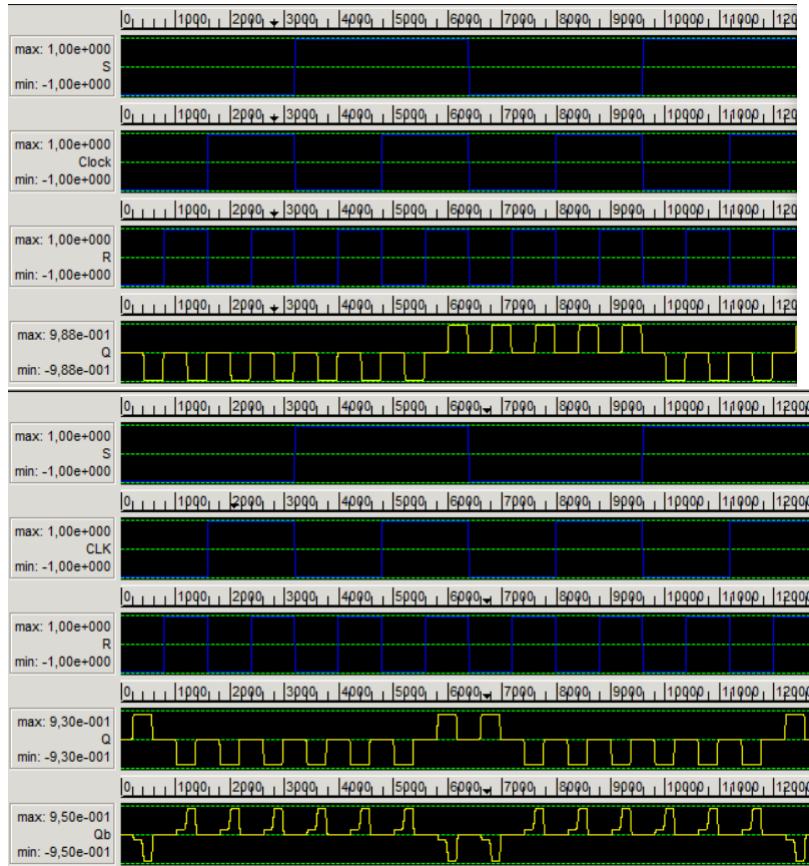 0 1000 2000 3000 4000 5000 6000 7000 8000 9000 10000 11000 120
max: 1,00e+000
S
min: -1,00e+000
0 1000 2000 3000 4000 5000 6000 7000 8000 9000 10000 11000 120
max: 1,00e+000
Clock
min: -1,00e+000
0 1000 2000 3000 4000 5000 6000 7000 8000 9000 10000 11000 120
max: 1,00e+000
R
min: -1,00e+000
0 1000 2000 3000 4000 5000 6000 7000 8000 9000 10000 11000 120
max: 9,88e-001
Q
min: -9,88e-001
0 1000 2000 3000 4000 5000 6000 7000 8000 9000 10000 11000 12000
max: 1,00e+000
S
min: -1,00e+000
0 1000 2000 3000 4000 5000 6000 7000 8000 9000 10000 11000 12000
max: 1,00e+000
CLK
min: -1,00e+000
0 1000 2000 3000 4000 5000 6000 7000 8000 9000 10000 11000 12000
max: 1,00e+000
R
min: -1,00e+000
0 1000 2000 3000 4000 5000 6000 7000 8000 9000 10000 11000 12000
max: 9,30e-001
Q
min: -9,30e-001
0 1000 2000 3000 4000 5000 6000 7000 8000 9000 10000 11000 12000
max: 9,50e-001
Qb
min: -9,50e-001